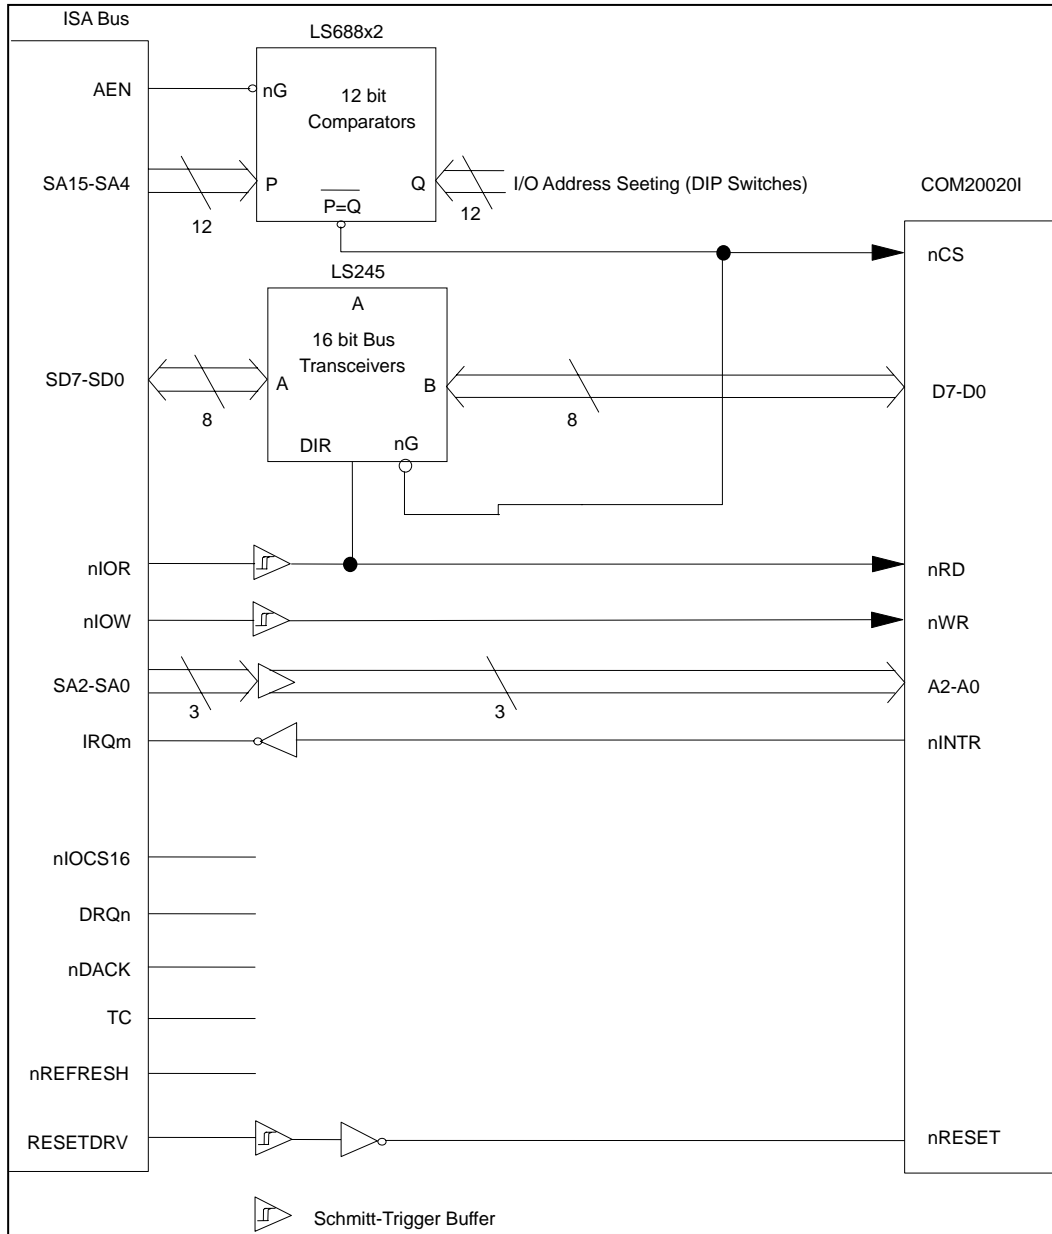 ISA Bus
LS688x2
AEN
nG
12 bit
Comparators
SA15-SA4
12
P
P=Q
Q
12
I/O Address Seeting (DIP Switches)
COM20020I
nCS
LS245
A
16 bit Bus
Transceivers
SD7-SD0
8
A
B
8
D7-D0
DIR
nG
nIOR
nRD
nIOW
nWR
SA2-SA0
3
3
A2-A0
IRQm
nINTR
nIOCS16
DRQn
nDACK
TC
nREFRESH
RESETDRV
nRESET
Schmitt-Trigger Buffer